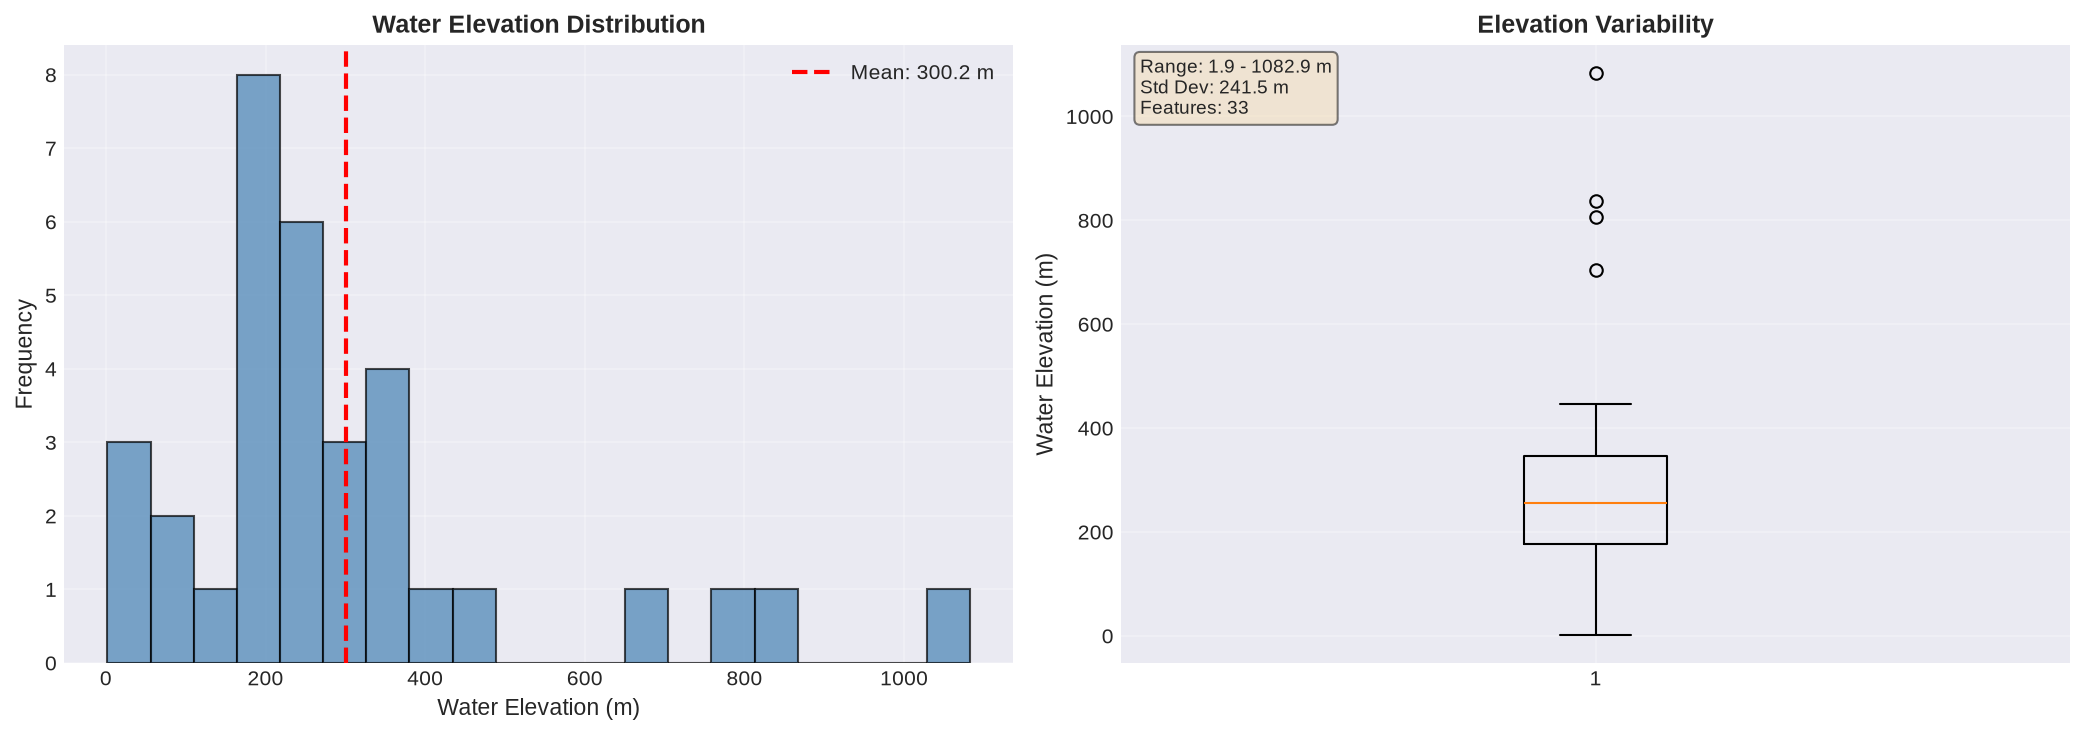 Water Elevation Distribution
Mean: 300.2 m
8
7
6
5
4
3
2
1
0
Frequency
0 200 400 600 800 1000
Water Elevation (m)
Elevation Variability
Range: 1.9 - 1082.9 m
Std Dev: 241.5 m
Features: 33
1000
800
600
400
200
0
Water Elevation (m)
1